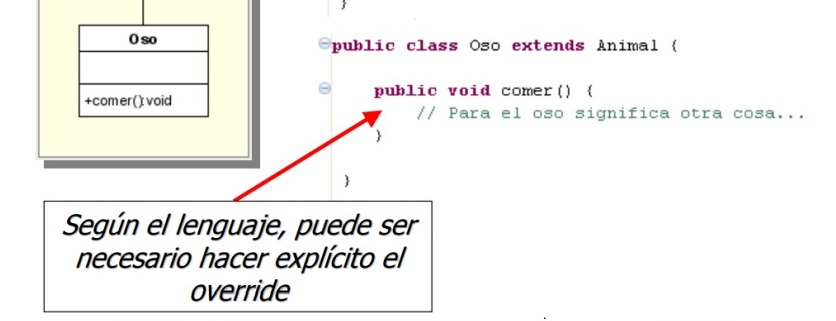 }
Oso
+comer():void
public class Oso extends Animal {
public void comer() {
// Para el oso significa otra cosa...
}
}
Según el lenguaje, puede ser
necesario hacer explícito el
override